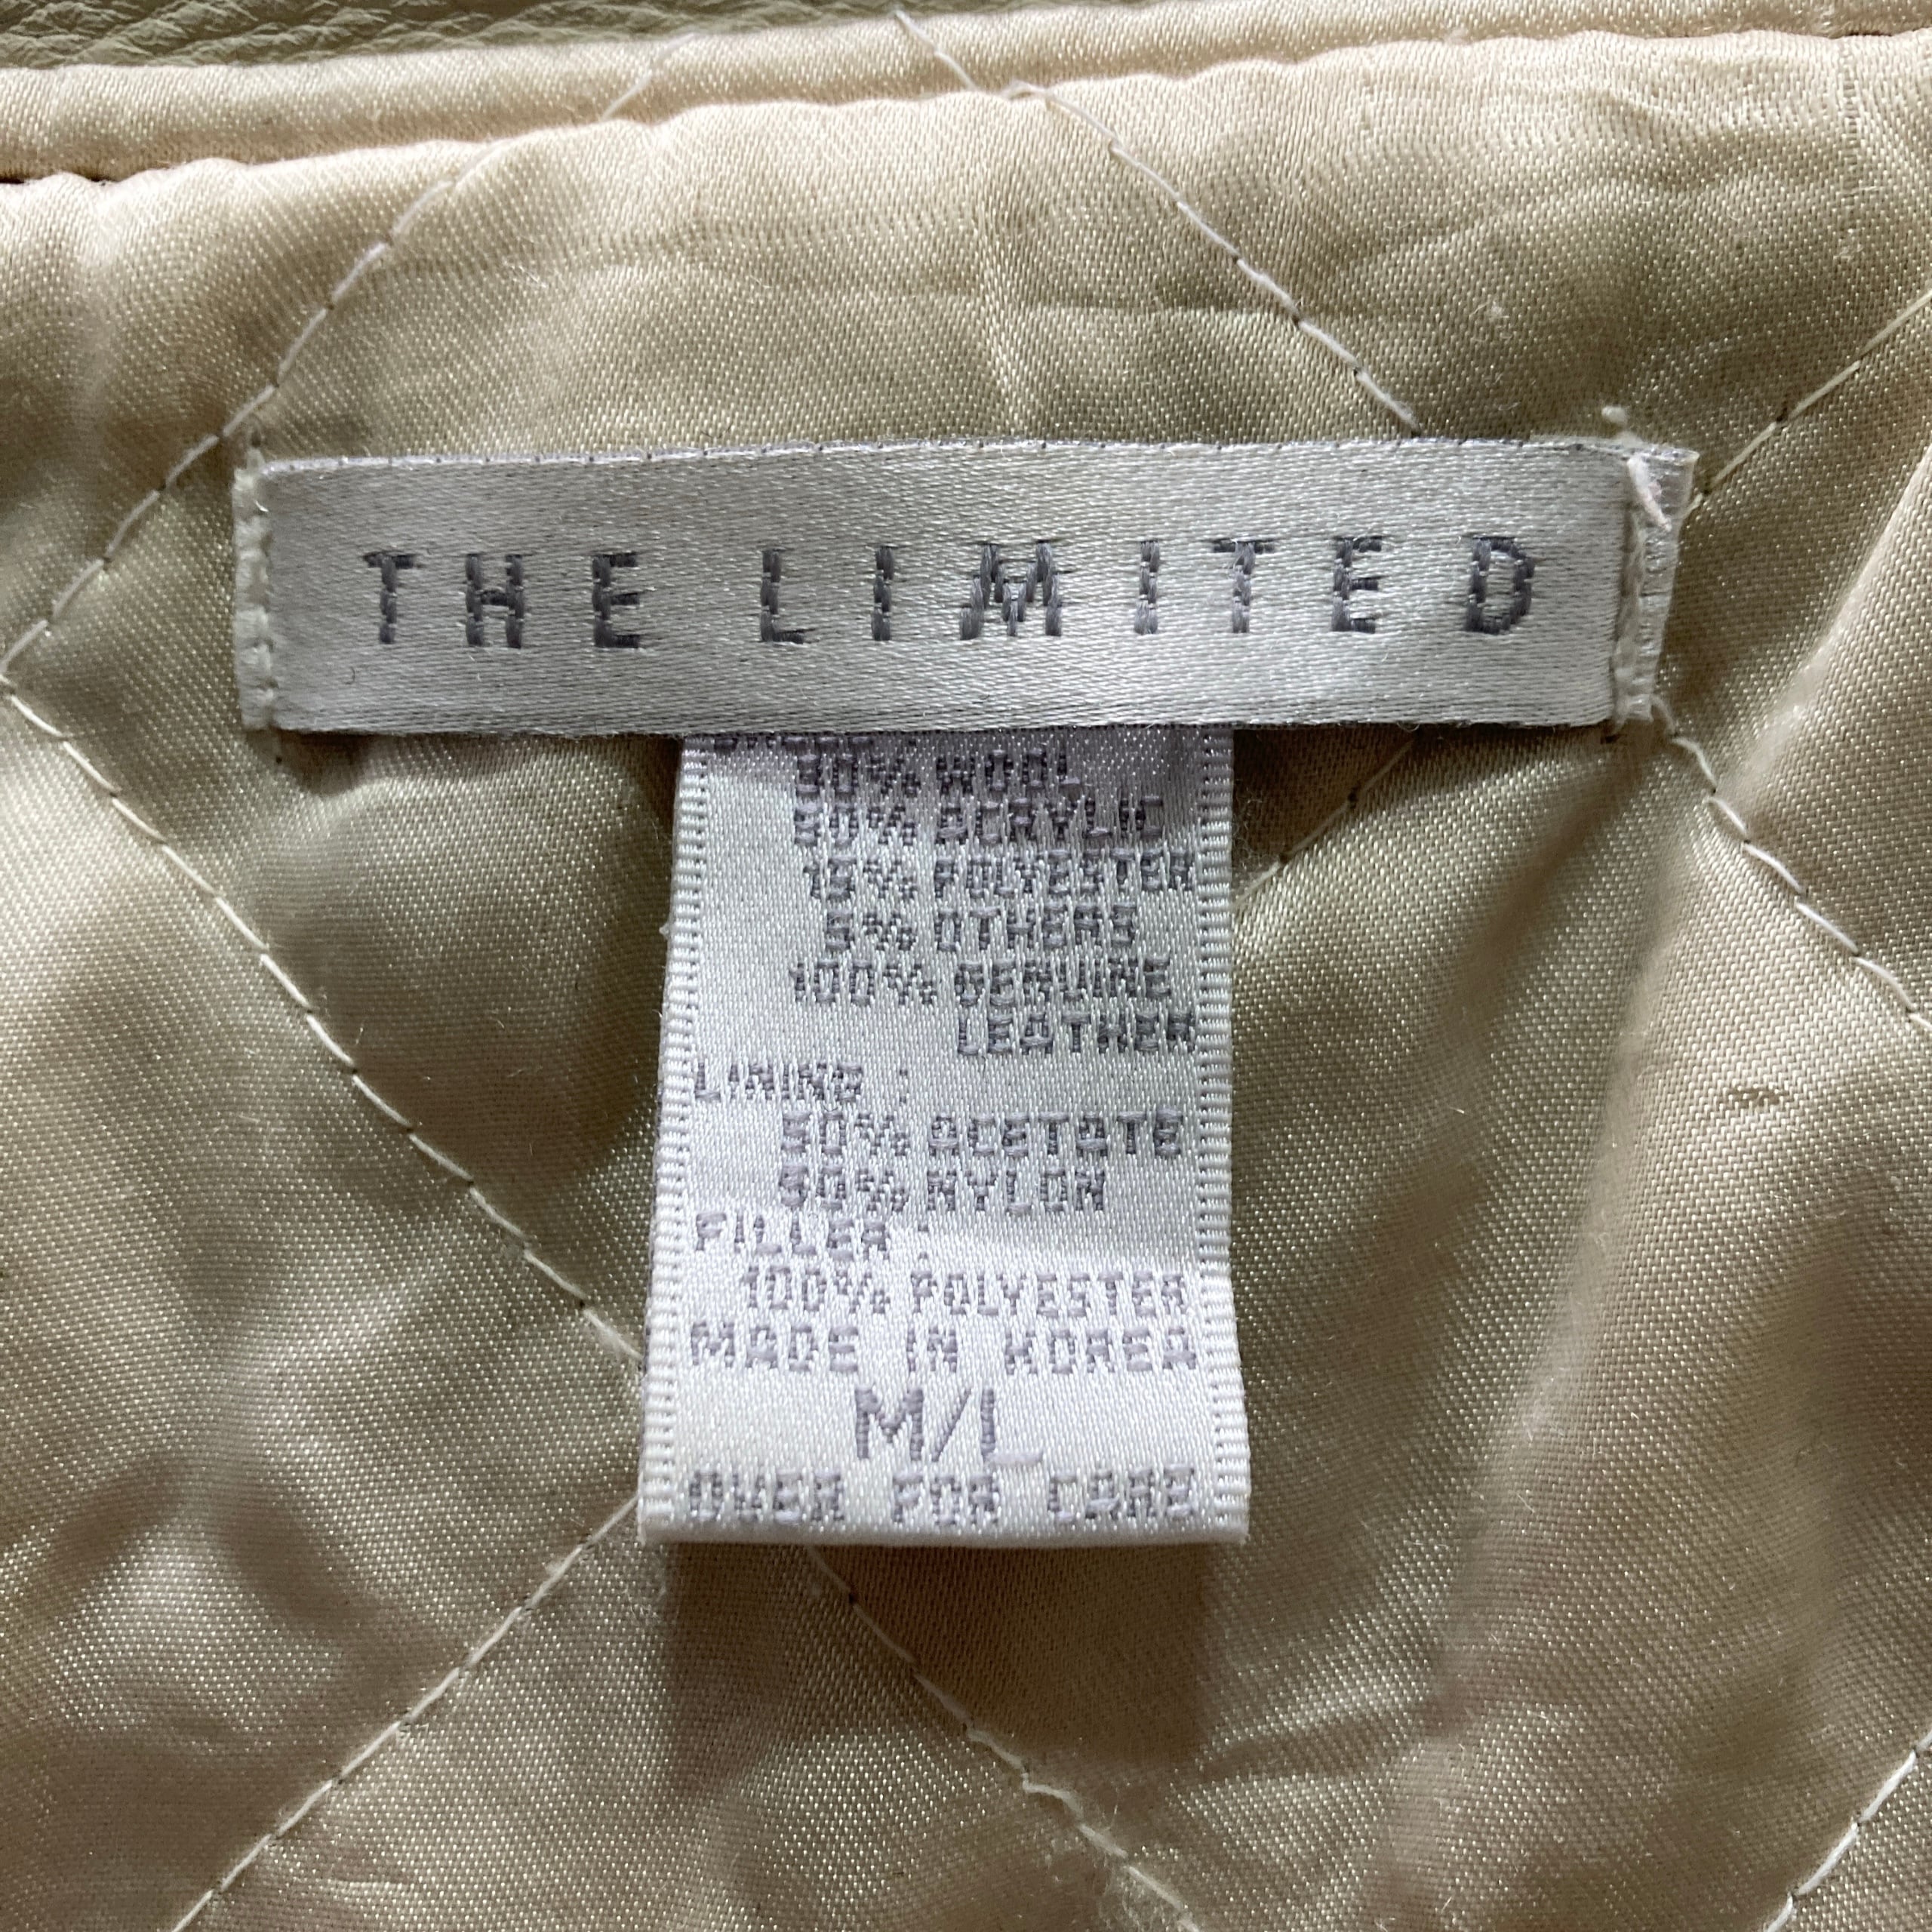 THE LIMITED
30% WOOL
50% ACRYLIC
15% POLYESTER
5% OTHERS
100% GENUINE
LEATHER
LINING :
50% ACETATE
50% NYLON
FILLER :
100% POLYESTER
MADE IN KOREA
M/L
OVER FOR CARE